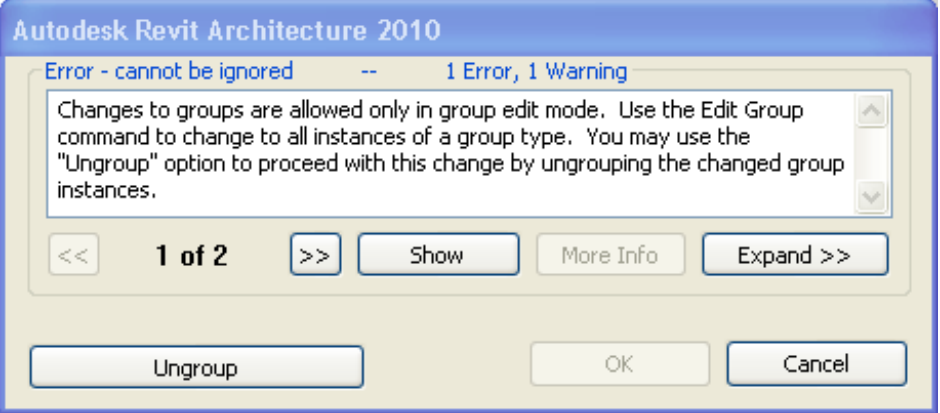 Autodesk Revit Architecture 2010
Error - cannot be ignored -- 1 Error, 1 Warning
Changes to groups are allowed only in group edit mode. Use the Edit Group
command to change to all instances of a group type. You may use the
"Ungroup" option to proceed with this change by ungrouping the changed group
instances.
<< 1 of 2 >> Show More Info Expand >>
Ungroup OK Cancel